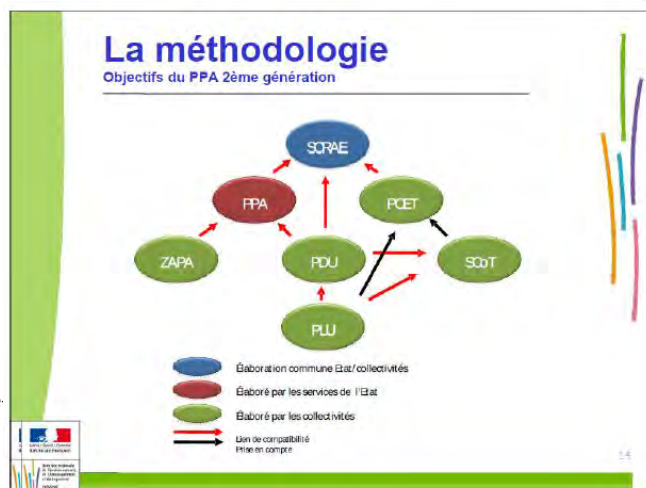 La méthodologie
Objectifs du PPA 2ème génération
SCRAE
PPA
PCET
ZAPA
PDU
SCoT
PLU
Élaboration commune Etat/collectivités
Élaboré par les services de l'Etat
Élaboré par les collectivités
Lien de compatibilité
Prise en compte
14